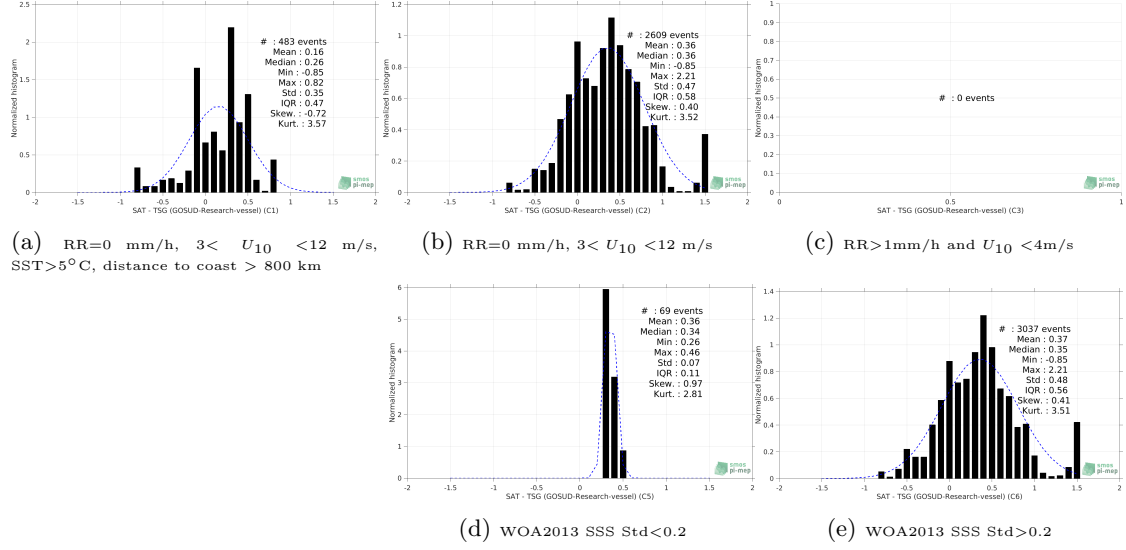 2.5
2
1.5
1
0.5
0
Normalized histogram
# : 483 events
Mean : 0.16
Median : 0.26
Min : -0.85
Max : 0.82
Std : 0.35
IQR : 0.47
Skew. : -0.72
Kurt. : 3.57
smos
pi-mep
-2 -1.5 -1 -0.5 0 0.5 1 1.5 2
SAT - TSG (GOSUD-Research-vessel) (C1)
(a) RR=0 mm/h, 3< U10 <12 m/s,
SST>5°C, distance to coast > 800 km
1.2
1
0.8
0.6
0.4
0.2
0
Normalized histogram
# : 2609 events
Mean : 0.36
Median : 0.36
Min : -0.85
Max : 2.21
Std : 0.47
IQR : 0.58
Skew. : 0.40
Kurt. : 3.52
smos
pi-mep
-2 -1.5 -1 -0.5 0 0.5 1 1.5 2
SAT - TSG (GOSUD-Research-vessel) (C2)
(b) RR=0 mm/h, 3< U10 <12 m/s
1
0.9
0.8
0.7
0.6
0.5
0.4
0.3
0.2
0.1
0
Normalized histogram
# : 0 events
smos
pi-mep
0 0.5 1
SAT - TSG (GOSUD-Research-vessel) (C3)
(c) RR>1mm/h and U10 <4m/s
6
5
4
3
2
1
0
Normalized histogram
# : 69 events
Mean : 0.36
Median : 0.34
Min : 0.26
Max : 0.46
Std : 0.07
IQR : 0.11
Skew. : 0.97
Kurt. : 2.81
smos
pi-mep
-2 -1.5 -1 -0.5 0 0.5 1 1.5 2
SAT - TSG (GOSUD-Research-vessel) (C5)
(d) WOA2013 SSS Std<0.2
1.4
1.2
1
0.8
0.6
0.4
0.2
0
Normalized histogram
# : 3037 events
Mean : 0.37
Median : 0.35
Min : -0.85
Max : 2.21
Std : 0.48
IQR : 0.56
Skew. : 0.41
Kurt. : 3.51
smos
pi-mep
-2 -1.5 -1 -0.5 0 0.5 1 1.5 2
SAT - TSG (GOSUD-Research-vessel) (C6)
(e) WOA2013 SSS Std>0.2